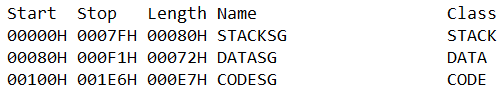 Start Stop Length Name Class
00000H 0007FH 00080H STACKSG STACK
00080H 000F1H 00072H DATASG DATA
00100H 001E6H 000E7H CODESG CODE